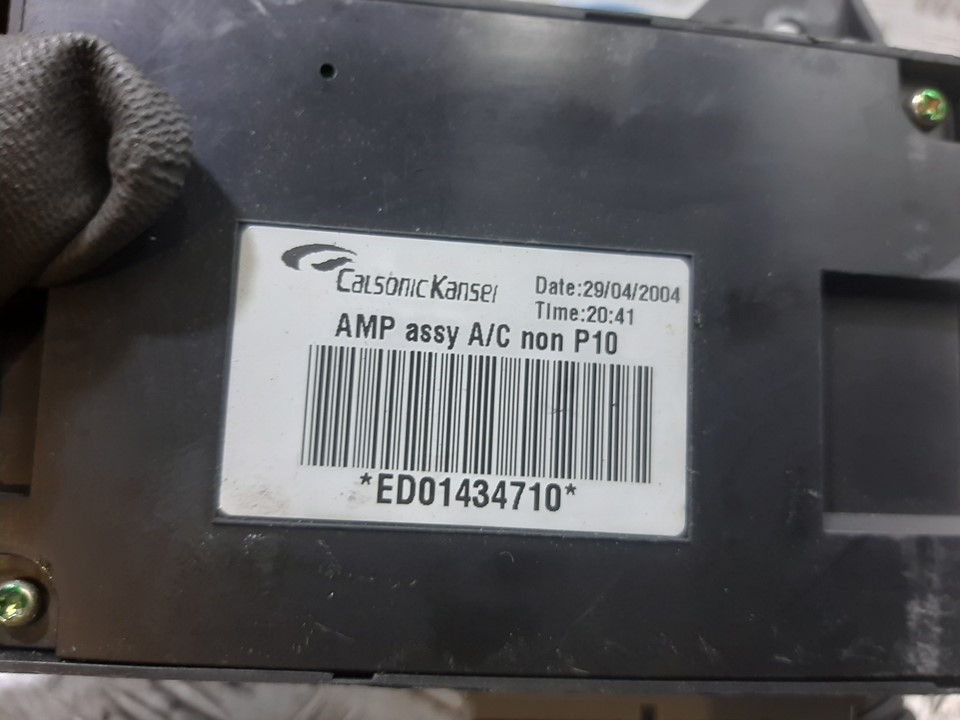 CalsonicKansei
Date:29/04/2004
Time:20:41
AMP assy A/C non P10
*ED01434710*